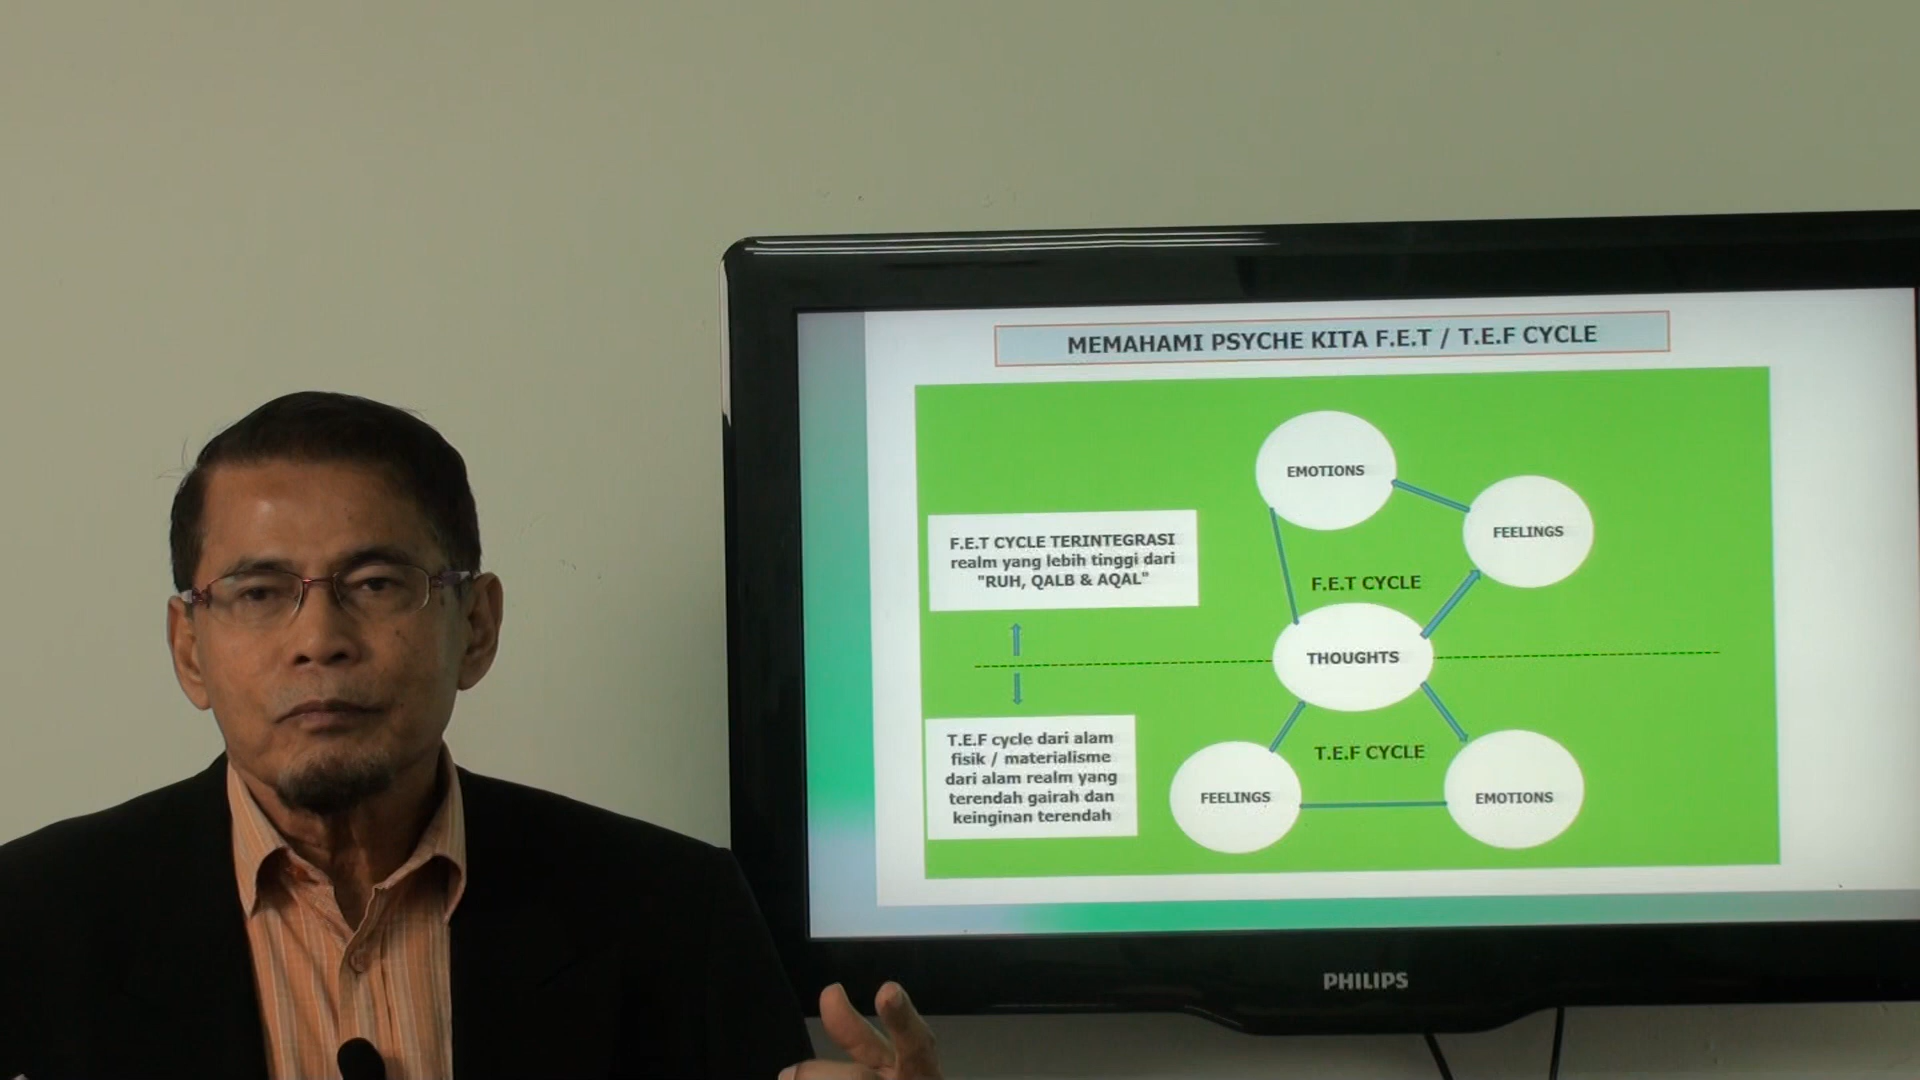 MEMAHAMI PSYCHE KITA F.E.T / T.E.F CYCLE
EMOTIONS
FEELINGS
F.E.T CYCLE TERINTEGRASI
realm yang lebih tinggi dari
"RUH, QALB & AQAL"
F.E.T CYCLE
THOUGHTS
T.E.F cycle dari alam
fisik / materialisme
dari alam realm yang
terendah gairah dan
keinginan terendah
T.E.F CYCLE
FEELINGS
EMOTIONS
PHILIPS